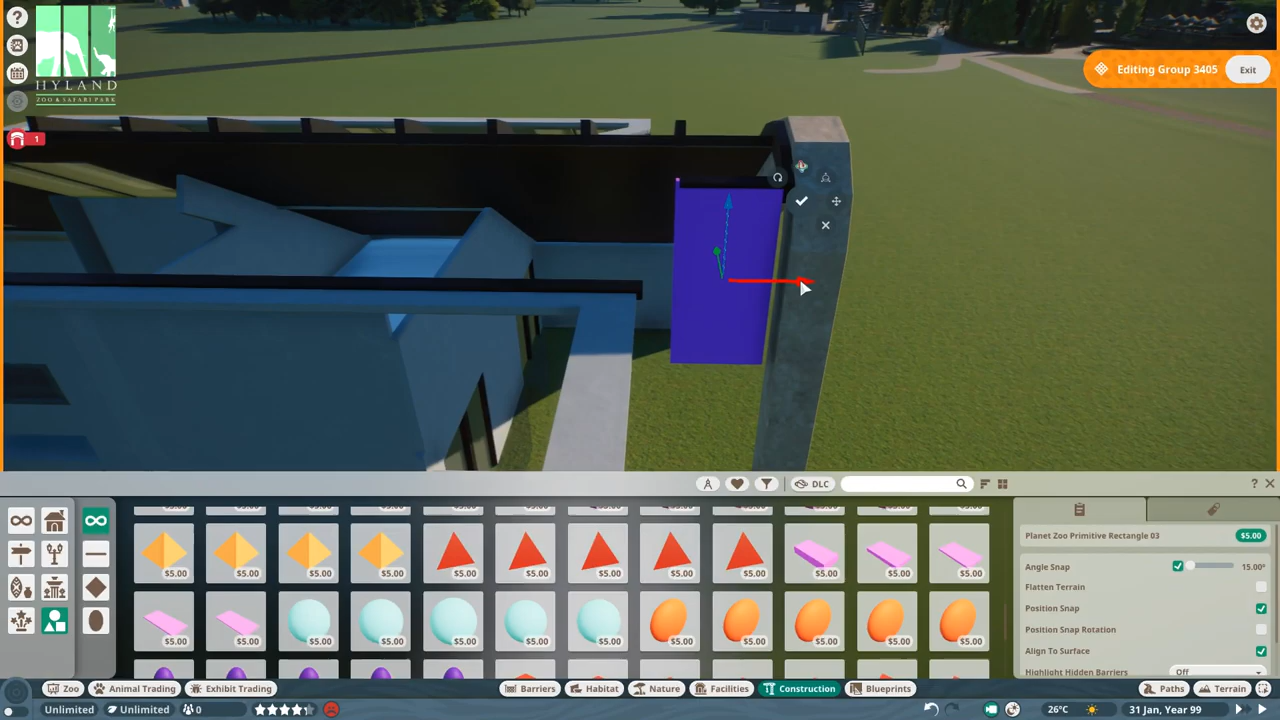 HYLAND
ZOO & SAFARI PARK
Editing Group 3405
Exit
1
DLC
$5.00 $5.00 $5.00 $5.00 $5.00 $5.00 $5.00 $5.00 $5.00 $5.00 $5.00 $5.00
$5.00 $5.00 $5.00 $5.00 $5.00 $5.00 $5.00 $5.00 $5.00 $5.00 $5.00 $5.00
Planet Zoo Primitive Rectangle 03 $5.00
Angle Snap 15.00°
Flatten Terrain
Position Snap
Position Snap Rotation
Align To Surface
Highlight Hidden Barriers Off
Zoo Animal Trading Exhibit Trading Barriers Habitat Nature Facilities Construction Blueprints Paths Terrain
Unlimited Unlimited 0 26°C 31 Jan, Year 99